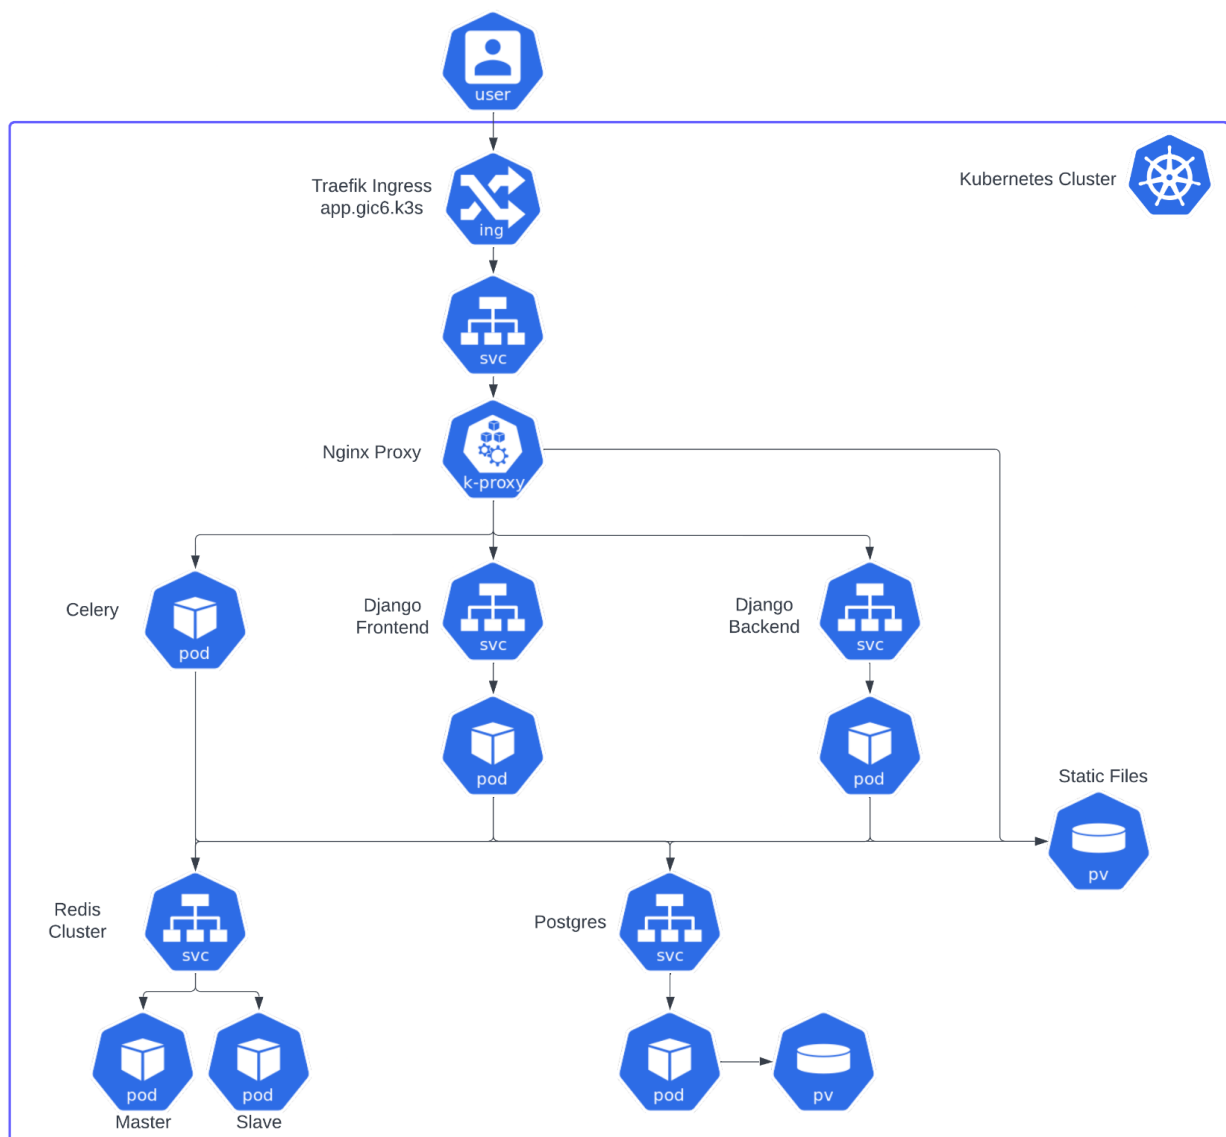 user
Kubernetes Cluster
Traefik Ingress
app.gic6.k3s
ing
svc
Nginx Proxy
k-proxy
Celery
pod
Django
Frontend
svc
Django
Backend
svc
pod
pod
Static Files
pv
Redis
Cluster
svc
Postgres
svc
pod
Master
pod
Slave
pod
pv